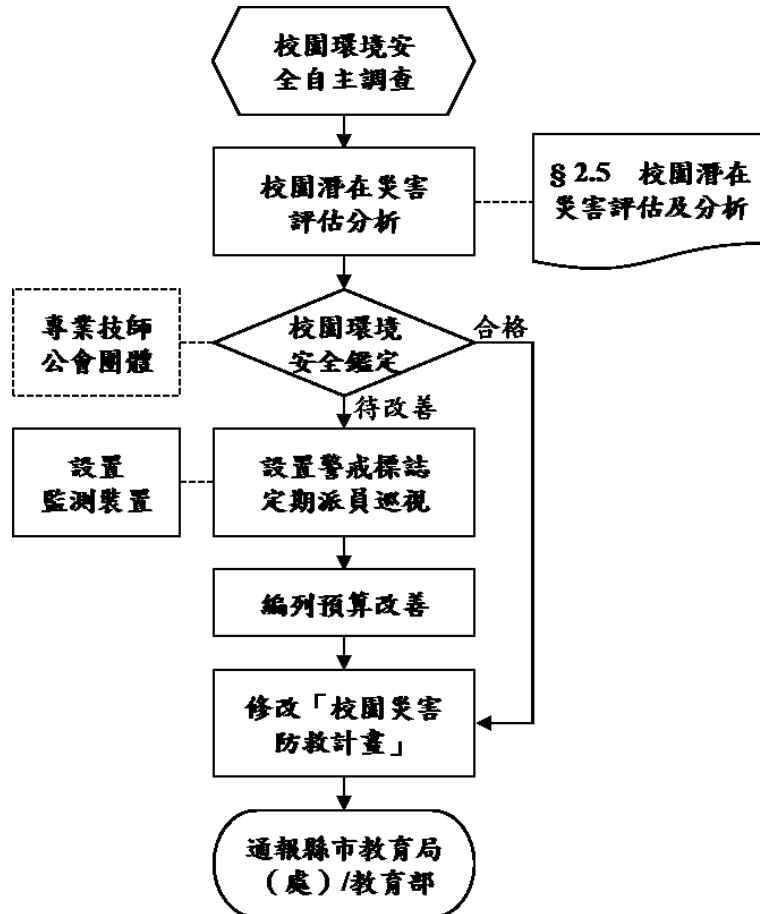 校園環境安
全自主調查
校園潛在災害
評估分析
§ 2.5 校園潛在
災害評估及分析
專業技師
公會團體
校園環境
安全鑑定
合格
待改善
設置
監測裝置
設置警戒標誌
定期派員巡視
編列預算改善
修改「校園災害
防救計畫」
通報縣市教育局
（處）/教育部